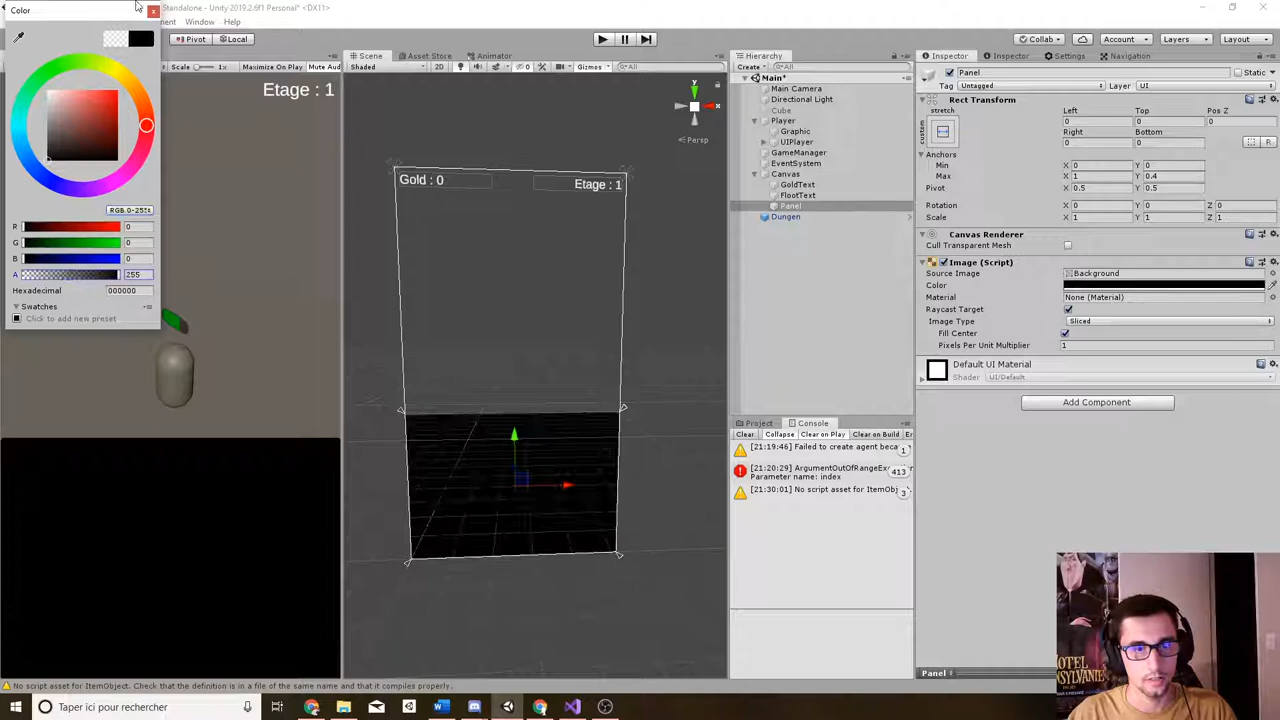 Color
Standalone - Unity 2019.2.6f1 Personal* <DX11>
Window Help
Pivot Local
Collab Account Layers Layout
Scale 1x Maximize On Play Mute Aud
Scene Asset Store Animator
Shaded 2D 0 Gizmos All
Etage : 1
Persp
Gold : 0
Etage : 1
RGB 0-255
R 0
G 0
B 0
A 255
Hexadecimal 000000
Swatches
Click to add new preset
Hierarchy
Create All
Main*
Main Camera
Directional Light
Cube
Player
Graphic
UIPlayer
GameManager
EventSystem
Canvas
GoldText
FlootText
Panel
Dungen
Project Console
Clear Collapse Clear on Play Clear on Build Er
[21:19:46] Failed to create agent beca 1
[21:20:29] ArgumentOutOfRangeEx 413
Parameter name: index
[21:30:01] No script asset for ItemObj 3
Inspector Inspector Settings Navigation
Panel Static
Tag Untagged Layer UI
Rect Transform
stretch Left Top Pos Z
custom 0 0 0
Right Bottom
0 0 R
Anchors
Min X 0 Y 0
Max X 1 Y 0.4
Pivot X 0.5 Y 0.5
Rotation X 0 Y 0 Z 0
Scale X 1 Y 1 Z 1
Canvas Renderer
Cull Transparent Mesh
Image (Script)
Source Image Background
Color
Material None (Material)
Raycast Target
Image Type Sliced
Fill Center
Pixels Per Unit Multiplier 1
Default UI Material
Shader UI/Default
Add Component
Panel
No script asset for ItemObject. Check that the definition is in a file of the same name and that it compiles properly.
Taper ici pour rechercher